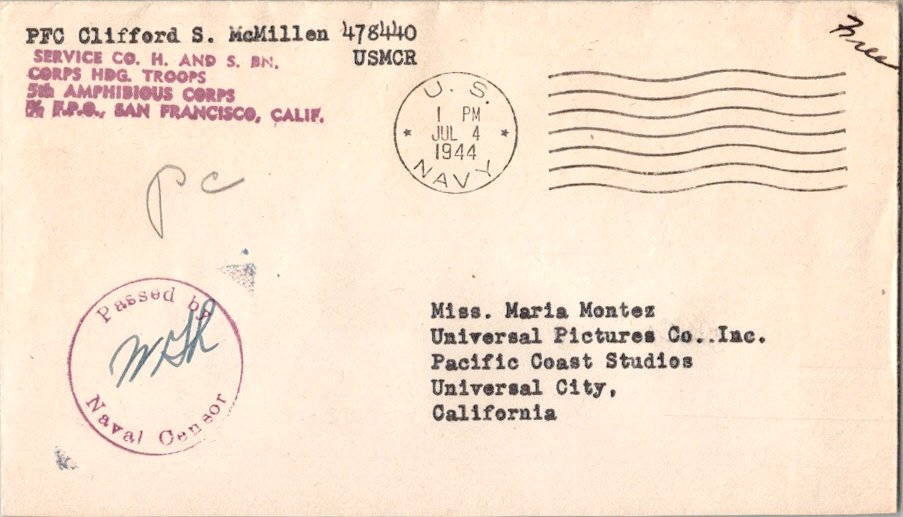 PFC Clifford S. McMillen 478440
USMCR
SERVICE CO. H. AND S. BN.
CORPS HDG. TROOPS
5th AMPHIBIOUS CORPS
℅ F.P.O., SAN FRANCISCO, CALIF.
Free
U. S.
1 PM
JUL 4
1944
NAVY
pc
Passed by
Naval Censor
Miss. Maria Montez
Universal Pictures Co..Inc.
Pacific Coast Studios
Universal City,
California